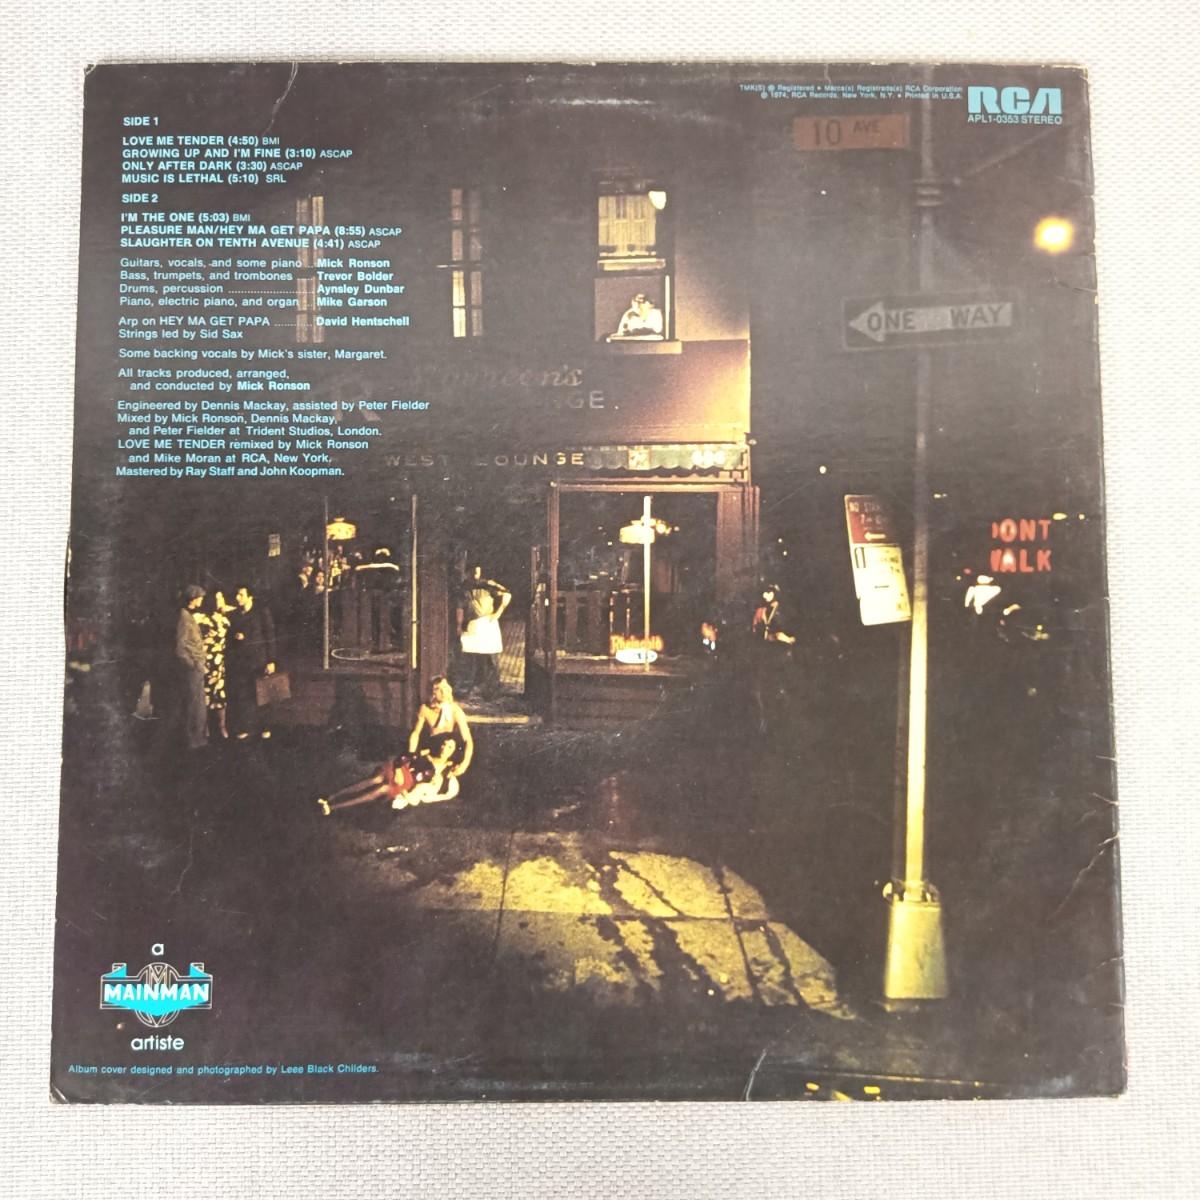 TMK(S) ® Registered • Marca(s) Registrada(s) RCA Corporation
℗ 1974, RCA Records, New York, N.Y. • Printed in U.S.A.
RCA
APL1-0353 STEREO
10 AVE
SIDE 1
LOVE ME TENDER (4:50) BMI
GROWING UP AND I'M FINE (3:10) ASCAP
ONLY AFTER DARK (3:30) ASCAP
MUSIC IS LETHAL (5:10) SRL
SIDE 2
I'M THE ONE (5:03) BMI
PLEASURE MAN/HEY MA GET PAPA (8:55) ASCAP
SLAUGHTER ON TENTH AVENUE (4:41) ASCAP
Guitars, vocals, and some piano ... Mick Ronson
Bass, trumpets, and trombones ..... Trevor Bolder
Drums, percussion ...................... Aynsley Dunbar
Piano, electric piano, and organ ... Mike Garson
Arp on HEY MA GET PAPA .......... David Hentschell
Strings led by Sid Sax
Some backing vocals by Mick's sister, Margaret.
All tracks produced, arranged,
and conducted by Mick Ronson
Engineered by Dennis Mackay, assisted by Peter Fielder
Mixed by Mick Ronson, Dennis Mackay,
and Peter Fielder at Trident Studios, London.
LOVE ME TENDER remixed by Mick Ronson
and Mike Moran at RCA, New York.
Mastered by Ray Staff and John Koopman.
ONE WAY
WEST LOUNGE
NO STAN
DONT
WALK
Rheingold
a
MAINMAN
artiste
Album cover designed and photographed by Leee Black Childers.